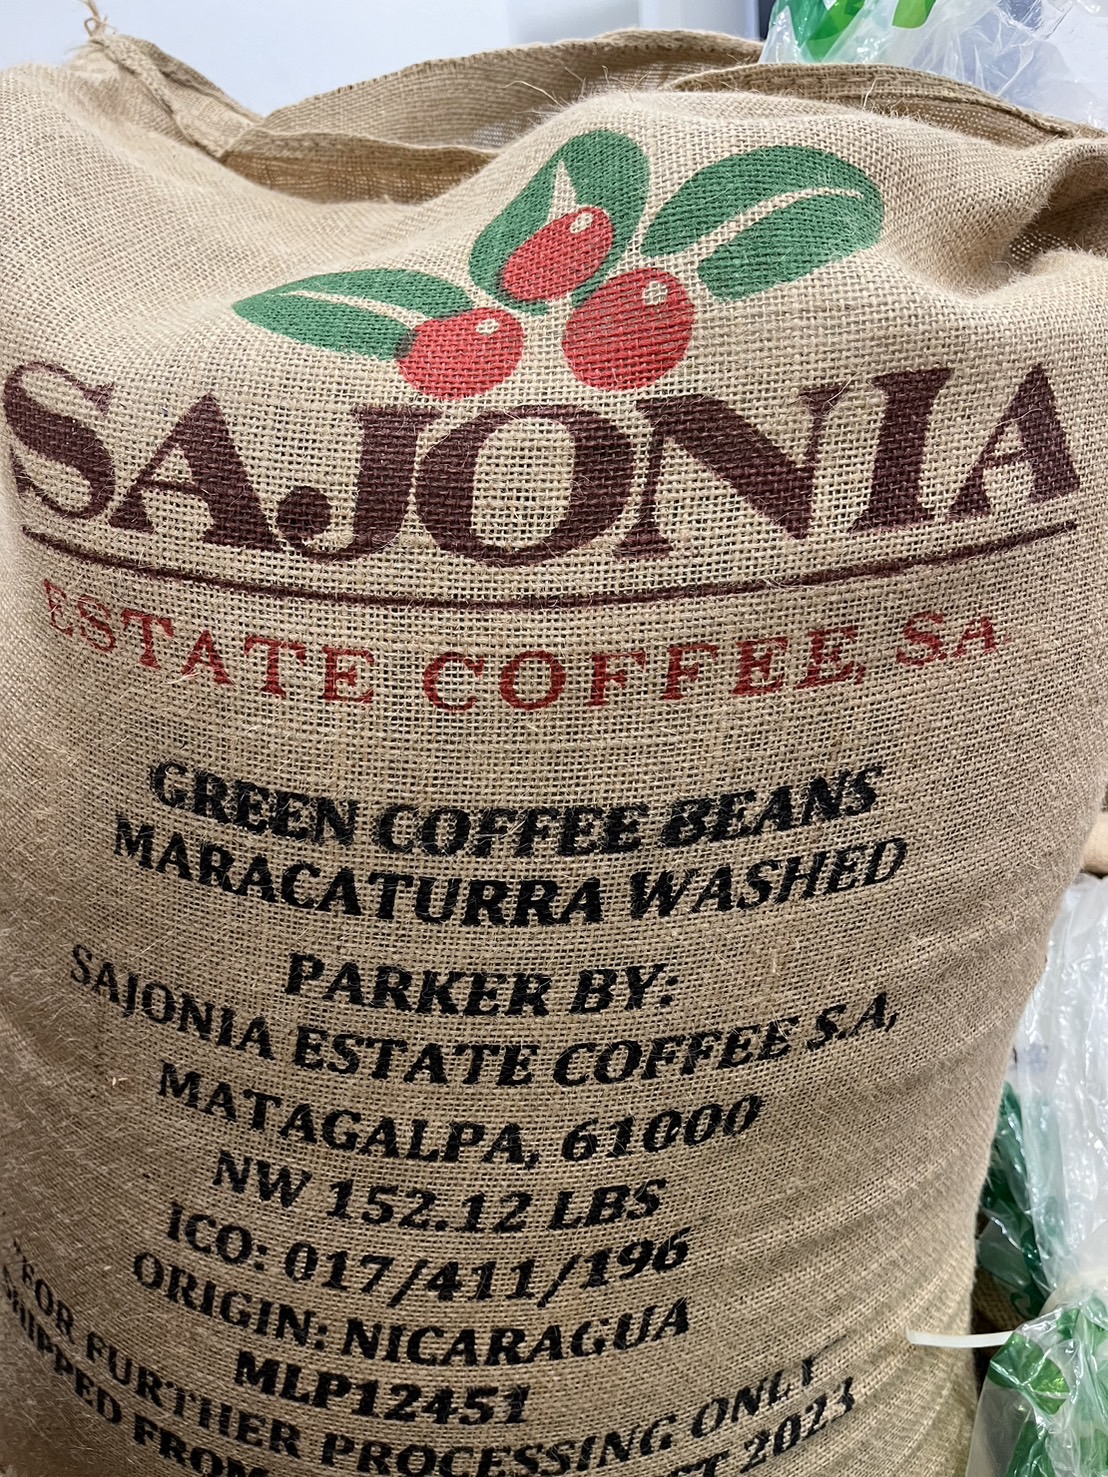 SAJONIA
ESTATE COFFEE, SA
GREEN COFFEE BEANS
MARACATURRA WASHED
PARKER BY:
SAJONIA ESTATE COFFEE S.A,
MATAGALPA, 61000
NW 152.12 LBS
ICO: 017/411/196
ORIGIN: NICARAGUA
MLP12451
"FOR FURTHER PROCESSING ONLY
SHIPPED FROM 2023